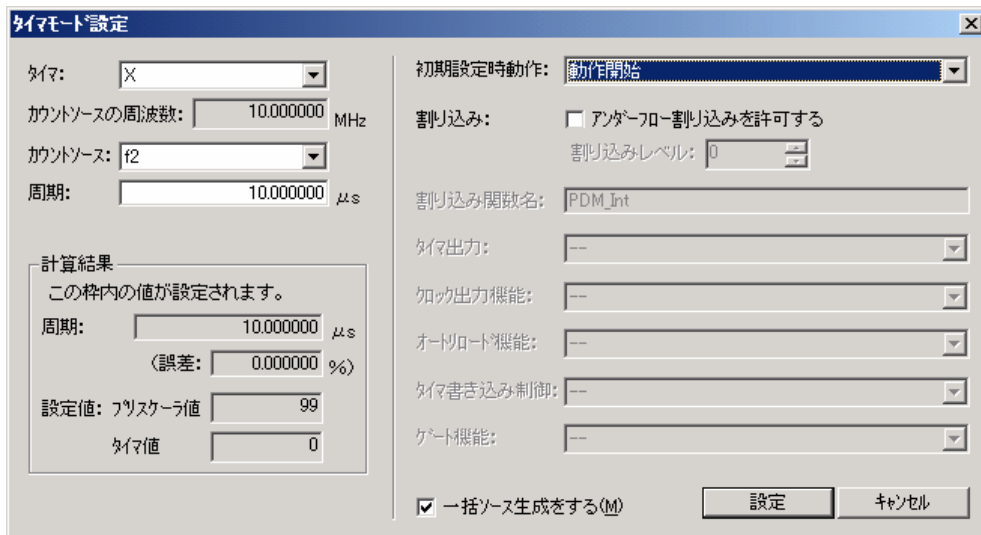 タイマモード設定
タイマ: X
カウントソースの周波数: 10.000000 MHz
カウントソース: f2
周期: 10.000000 μs
計算結果
この枠内の値が設定されます。
周期: 10.000000 μs
(誤差: 0.000000 %)
設定値: プリスケーラ値 99
タイマ値 0
初期設定時動作: 動作開始
割り込み: アンダーフロー割り込みを許可する
割り込みレベル: 0
割り込み関数名: PDM_Int
タイマ出力: --
クロック出力機能: --
オートリロード機能: --
タイマ書き込み制御: --
ゲート機能: --
一括ソース生成をする(M)
設定 キャンセル